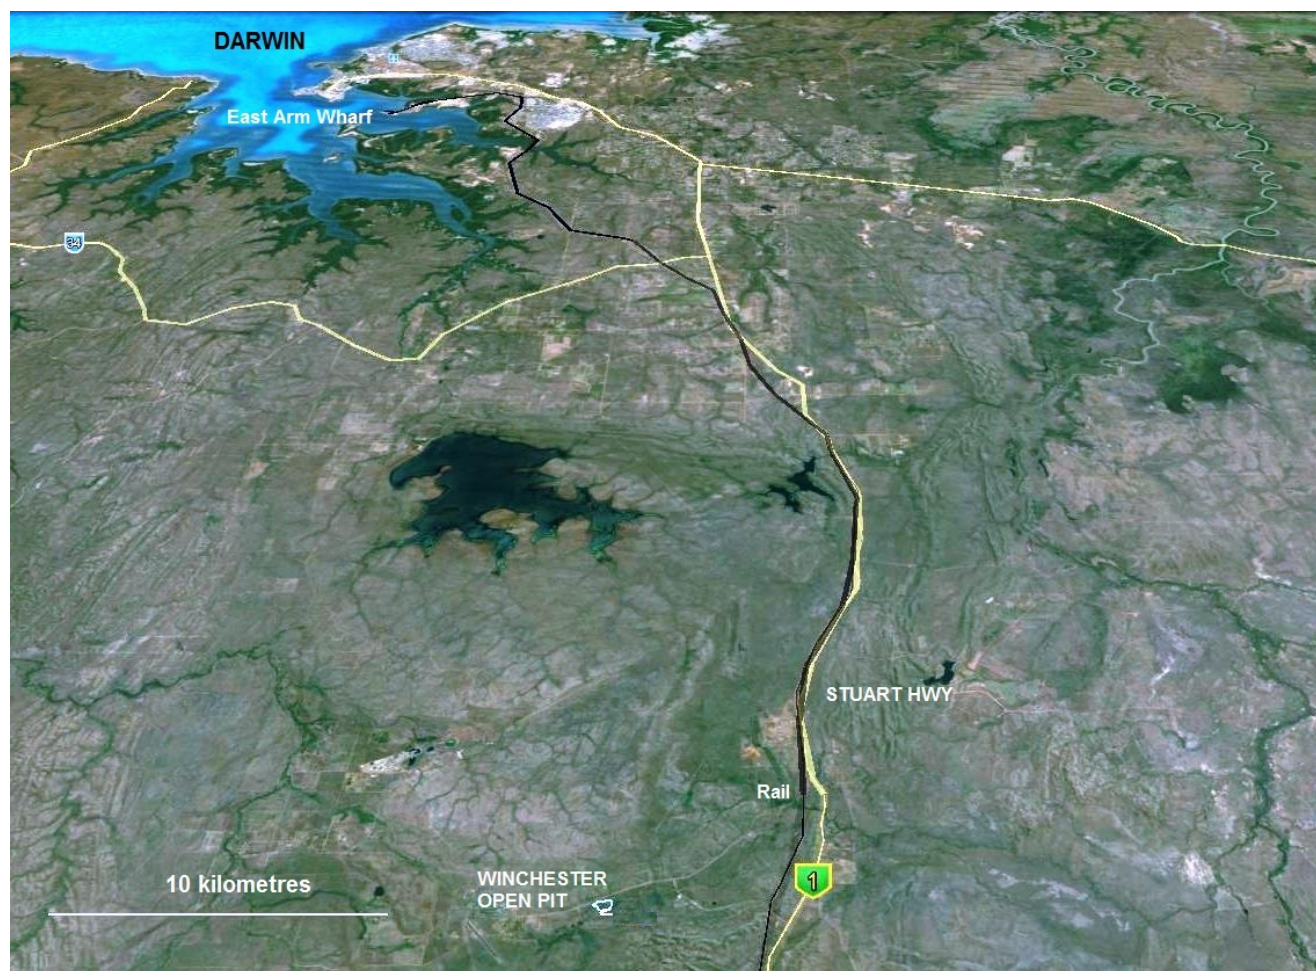 DARWIN
East Arm Wharf
34
STUART HWY
Rail
10 kilometres
WINCHESTER
OPEN PIT
1